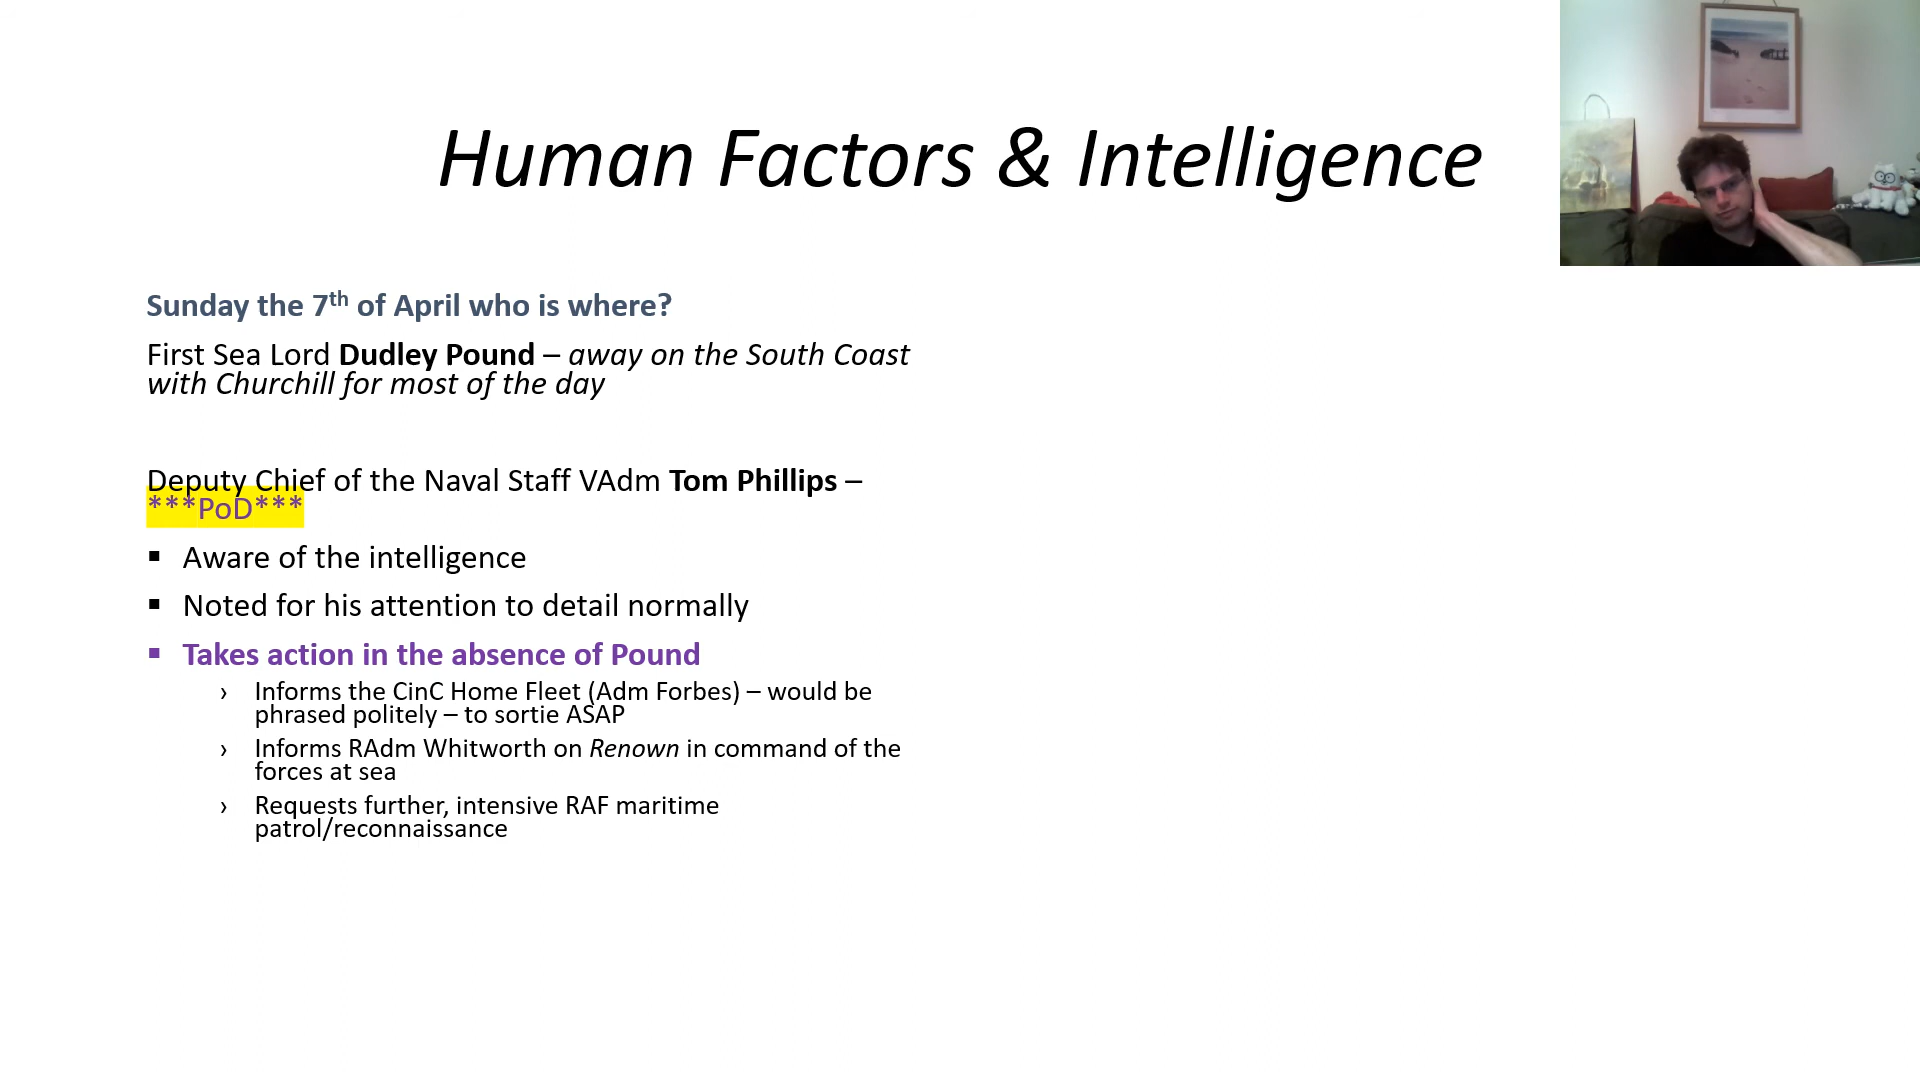 Human Factors & Intelligence
Sunday the 7th of April who is where?
First Sea Lord Dudley Pound – away on the South Coast
with Churchill for most of the day
Deputy Chief of the Naval Staff VAdm Tom Phillips –
***PoD***
▪ Aware of the intelligence
▪ Noted for his attention to detail normally
▪ Takes action in the absence of Pound
› Informs the CinC Home Fleet (Adm Forbes) – would be
phrased politely – to sortie ASAP
› Informs RAdm Whitworth on Renown in command of the
forces at sea
› Requests further, intensive RAF maritime
patrol/reconnaissance